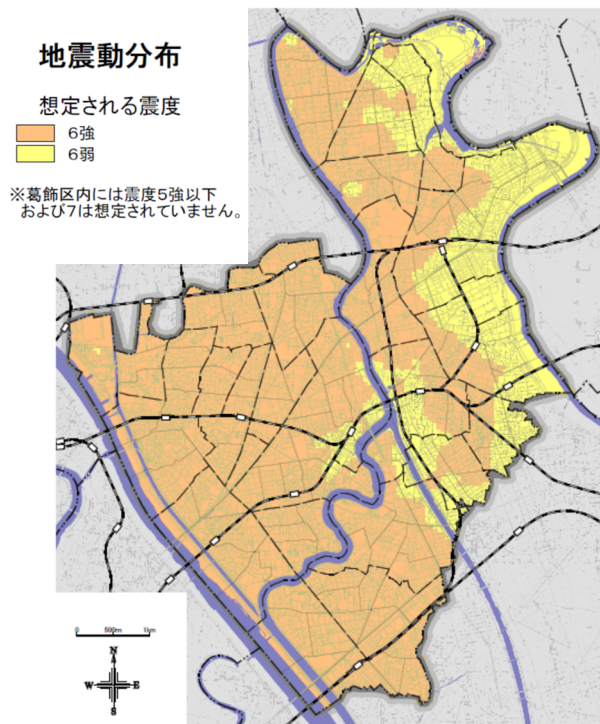 地震動分布
想定される震度
6強
6弱
※葛飾区内には震度5強以下
および7は想定されていません。
0 500m 1km
N
W E
S